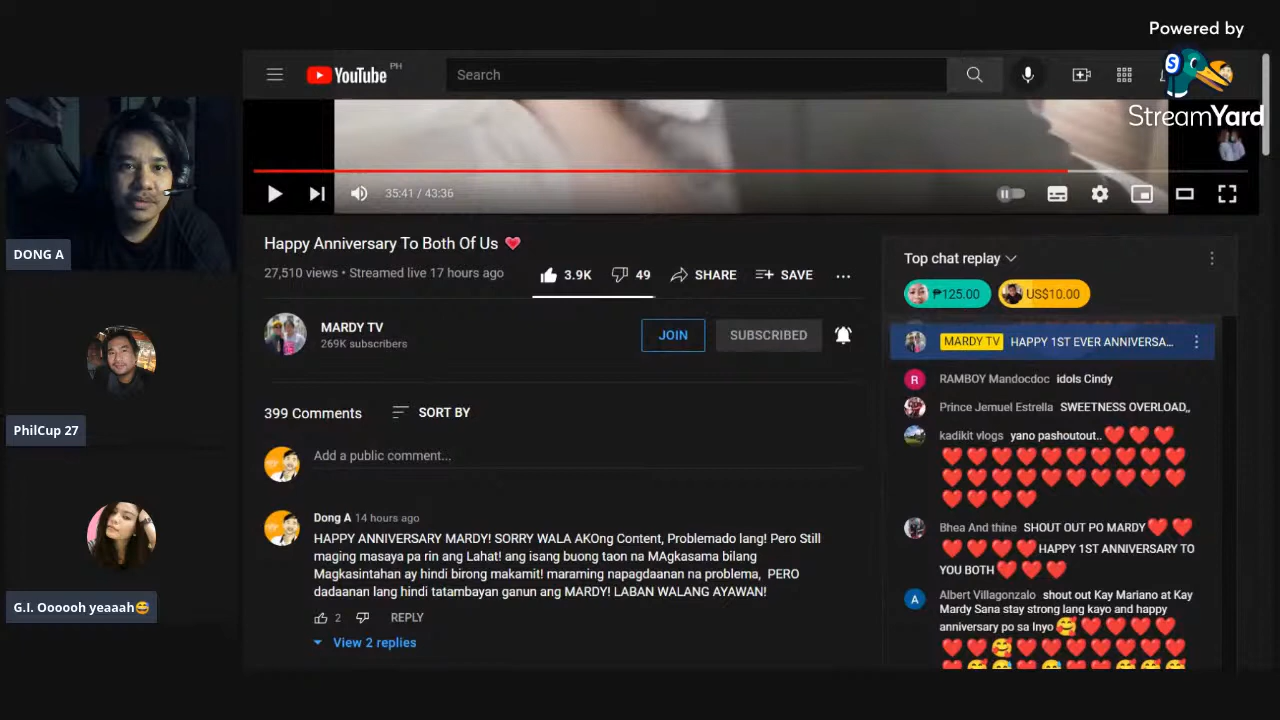 Powered by
StreamYard
DONG A
PhilCup 27
G.I. Oooooh yeaaah😅
YouTube PH
Search
35:41 / 43:36
Happy Anniversary To Both Of Us ❤️
27,510 views • Streamed live 17 hours ago
3.9K
49
SHARE
SAVE
MARDY TV
269K subscribers
JOIN
SUBSCRIBED
399 Comments
SORT BY
Add a public comment...
Dong A 14 hours ago
HAPPY ANNIVERSARY MARDY! SORRY WALA AKOng Content, Problemado lang! Pero Still
maging masaya pa rin ang Lahat! ang isang buong taon na MAgkasama bilang
Magkasintahan ay hindi birong makamit! maraming napagdaanan na problema, PERO
dadaanan lang hindi tatambayan ganun ang MARDY! LABAN WALANG AYAWAN!
2
REPLY
View 2 replies
Top chat replay
₱125.00
US$10.00
MARDY TV HAPPY 1ST EVER ANNIVERSA...
R
RAMBOY Mandocdoc idols Cindy
Prince Jemuel Estrella SWEETNESS OVERLOAD,,
kadikit vlogs yano pashoutout.. ❤️❤️❤️
❤️❤️❤️❤️❤️❤️❤️❤️❤️❤️
❤️❤️❤️❤️❤️❤️❤️❤️❤️❤️
❤️❤️❤️❤️
Bhea And thine SHOUT OUT PO MARDY❤️❤️
❤️❤️❤️❤️HAPPY 1ST ANNIVERSARY TO
YOU BOTH❤️❤️❤️
A
Albert Villagonzalo shout out Kay Mariano at Kay
Mardy Sana stay strong lang kayo and happy
anniversary po sa Inyo 🥰❤️❤️❤️❤️